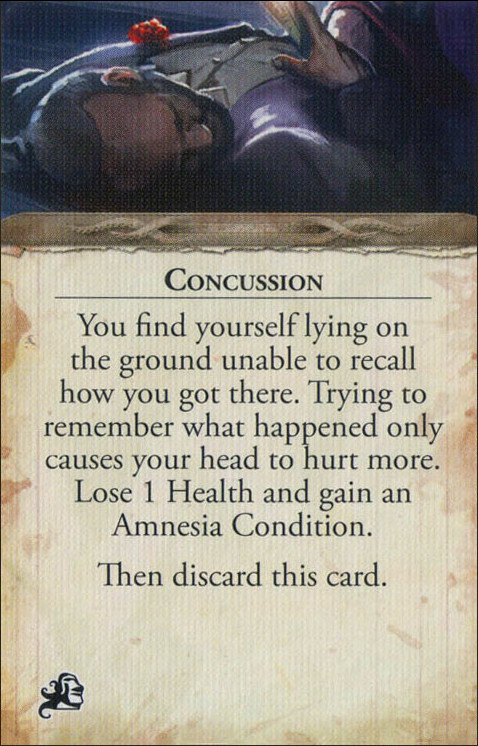 CONCUSSION
You find yourself lying on
the ground unable to recall
how you got there. Trying to
remember what happened only
causes your head to hurt more.
Lose 1 Health and gain an
Amnesia Condition.
Then discard this card.